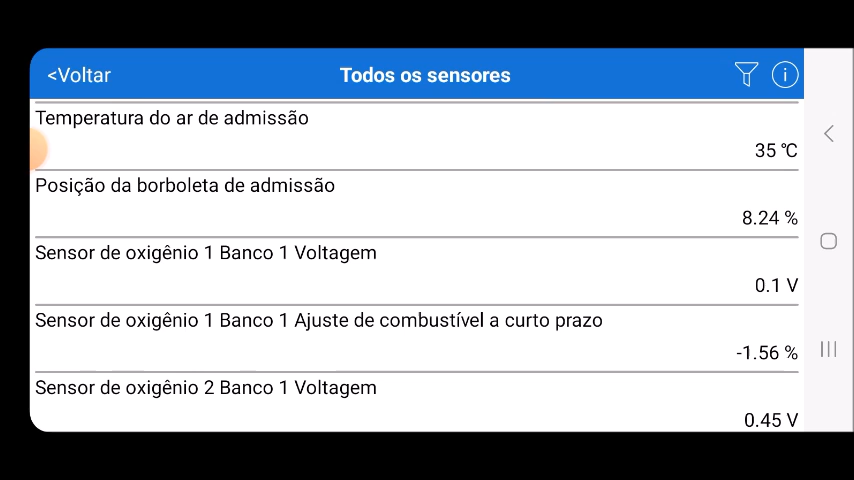 <Voltar
Todos os sensores
Temperatura do ar de admissão
35 ℃
Posição da borboleta de admissão
8.24 %
Sensor de oxigênio 1 Banco 1 Voltagem
0.1 V
Sensor de oxigênio 1 Banco 1 Ajuste de combustível a curto prazo
-1.56 %
Sensor de oxigênio 2 Banco 1 Voltagem
0.45 V